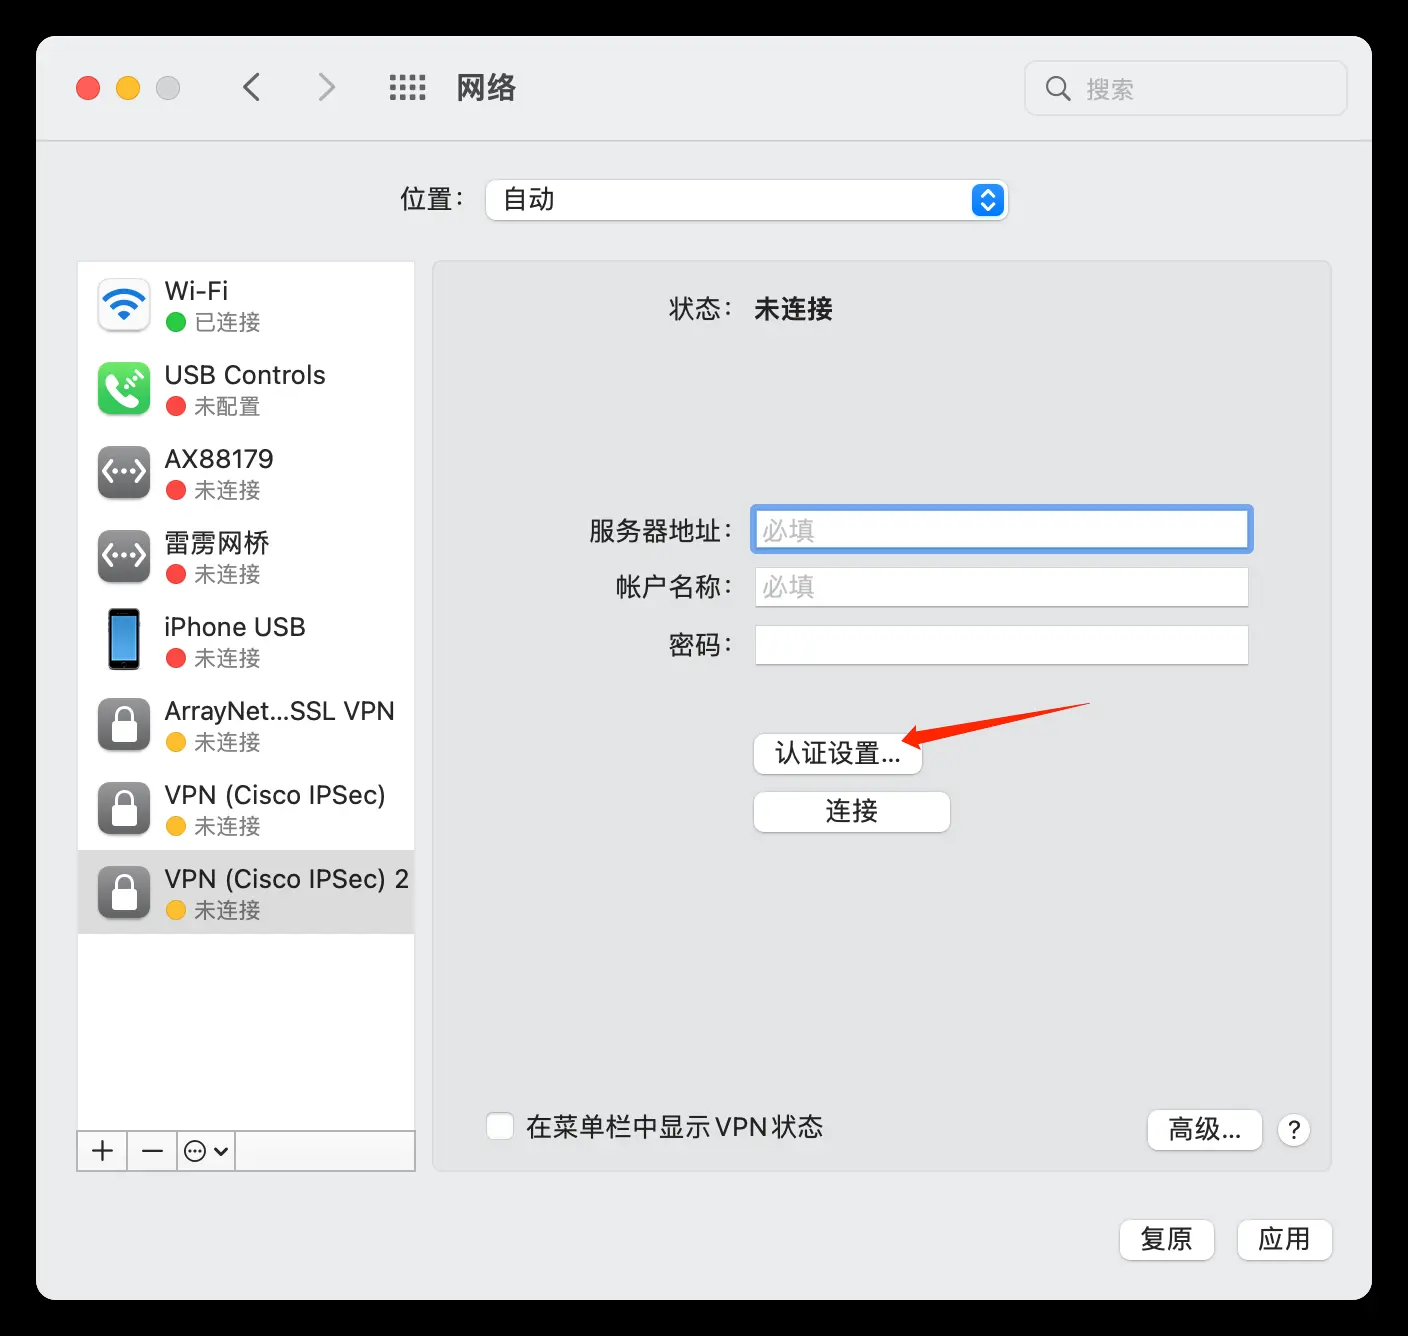 网络
搜索
位置： 自动
Wi-Fi
已连接
USB Controls
未配置
AX88179
未连接
雷雳网桥
未连接
iPhone USB
未连接
ArrayNet...SSL VPN
未连接
VPN (Cisco IPSec)
未连接
VPN (Cisco IPSec) 2
未连接
状态： 未连接
服务器地址： 必填
帐户名称： 必填
密码：
认证设置...
连接
在菜单栏中显示VPN状态
高级... ?
复原 应用